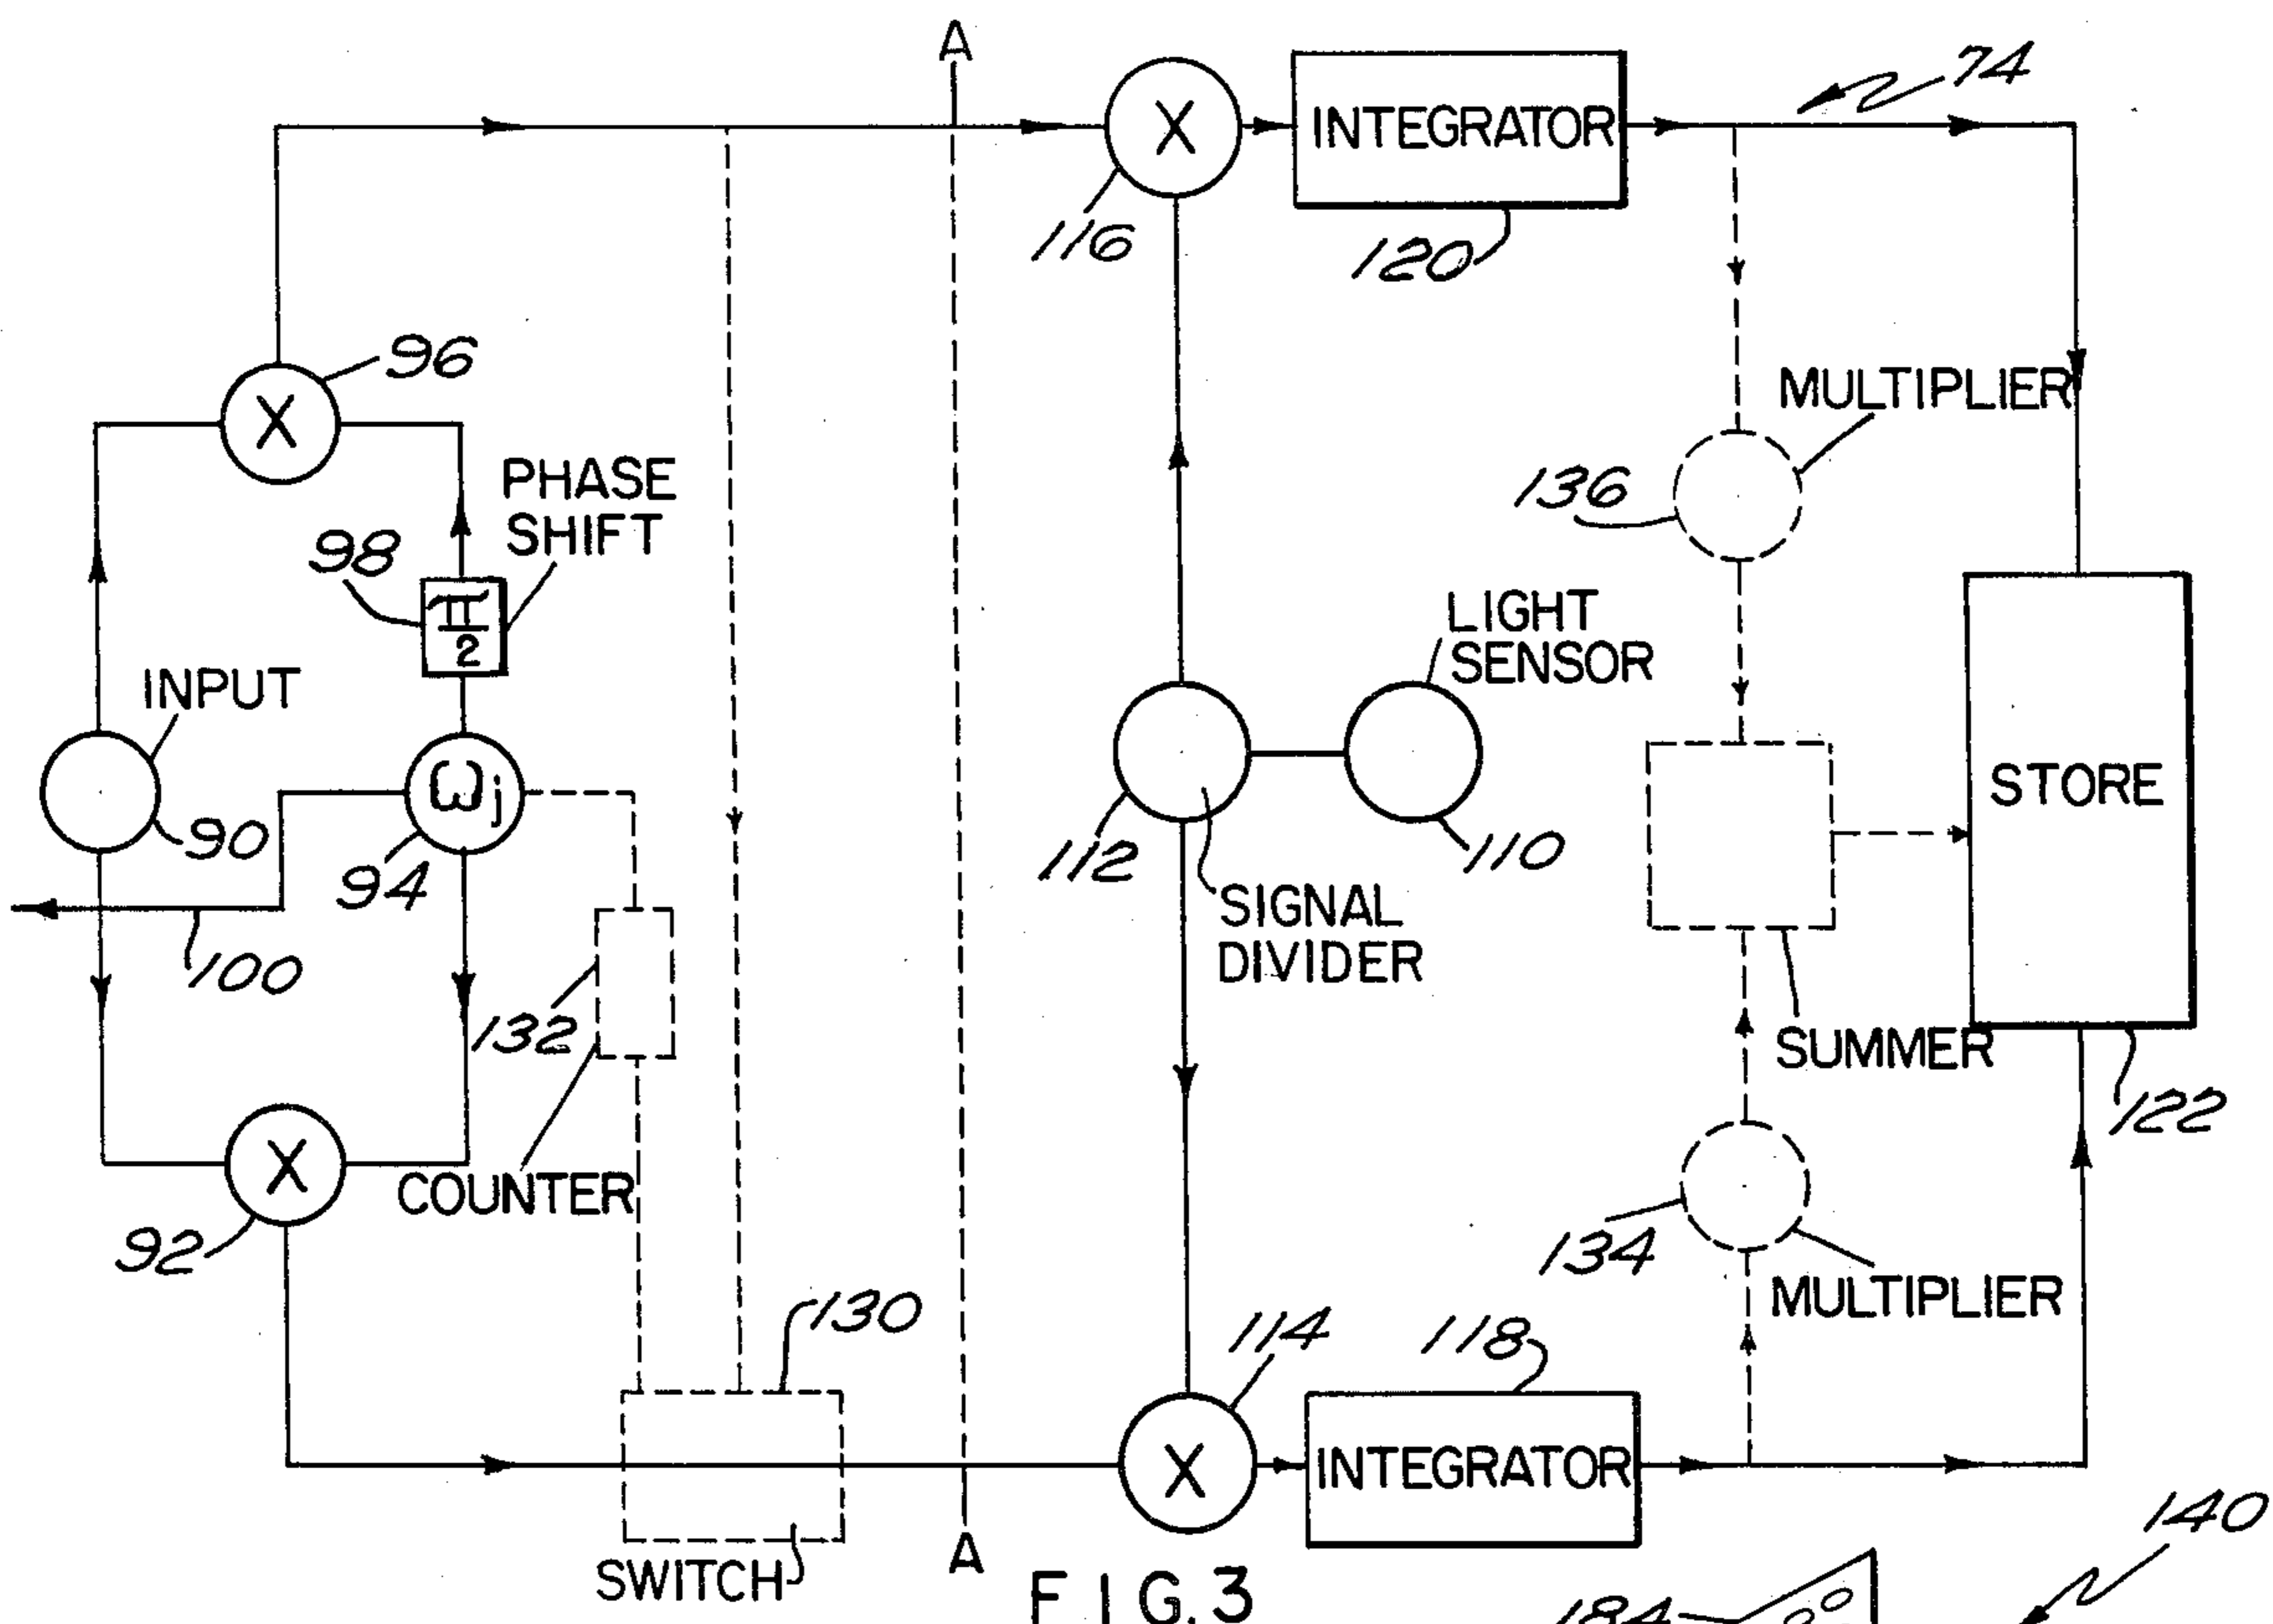 A
74
X
INTEGRATOR
116
120
96
X
MULTIPLIER
PHASE
SHIFT
136
98
π
2
LIGHT
SENSOR
INPUT
ωj
STORE
90
94
112
110
SIGNAL
DIVIDER
100
132
SUMMER
122
X
COUNTER
92
134
MULTIPLIER
130
114
118
X
INTEGRATOR
A
SWITCH
140
FIG. 3
184